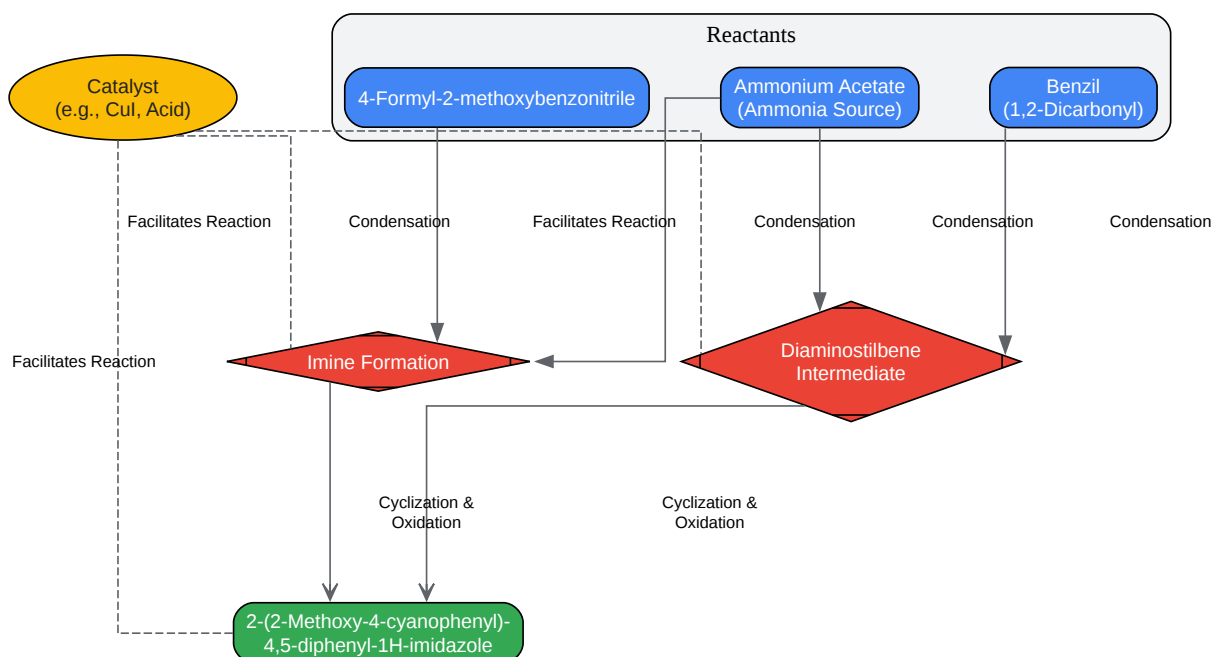 Reactants
Catalyst
(e.g., CuI, Acid)
4-Formyl-2-methoxybenzonitrile
Ammonium Acetate
(Ammonia Source)
Benzil
(1,2-Dicarbonyl)
Facilitates Reaction
Condensation
Facilitates Reaction
Condensation
Condensation
Condensation
Facilitates Reaction
Imine Formation
Diaminostilbene
Intermediate
Cyclization &
Oxidation
Cyclization &
Oxidation
2-(2-Methoxy-4-cyanophenyl)-
4,5-diphenyl-1H-imidazole